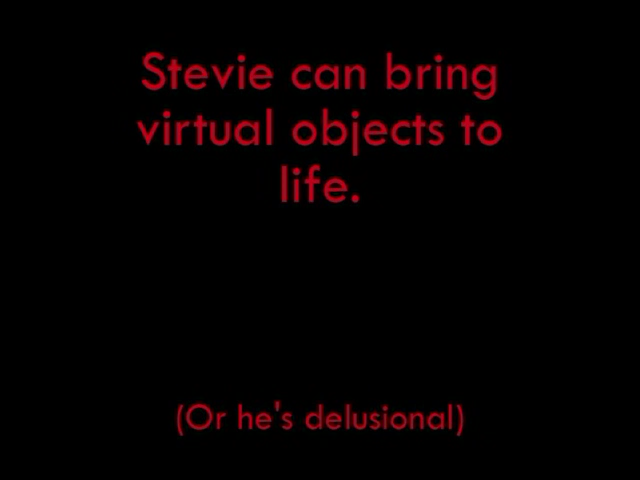 Stevie can bring
virtual objects to
life.
(Or he's delusional)